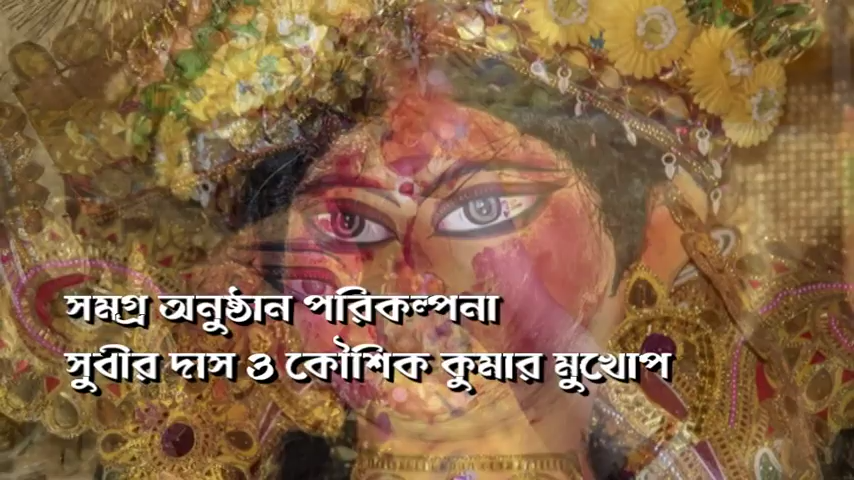 সমগ্র অনুষ্ঠান পরিকল্পনা
সুবীর দাস ও কৌশিক কুমার মুখোপ